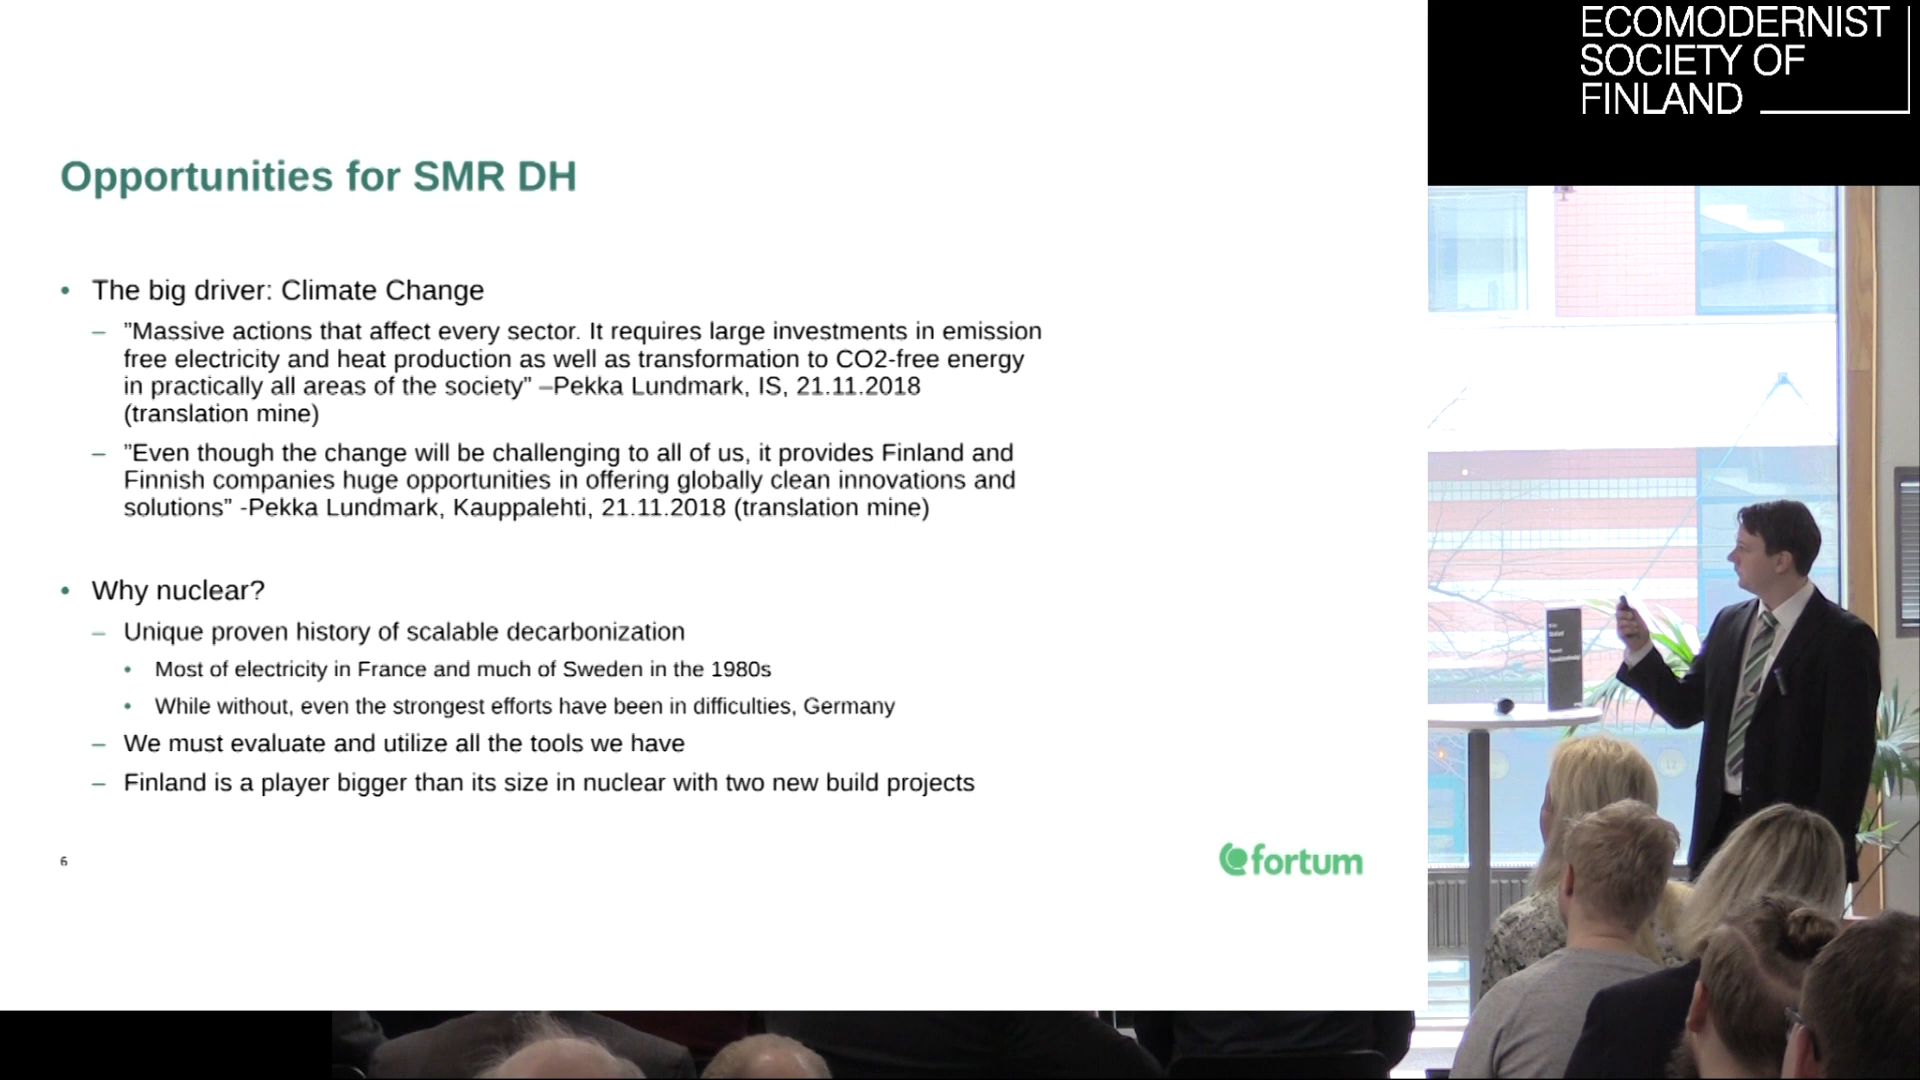 ECOMODERNIST
SOCIETY OF
FINLAND
Opportunities for SMR DH
• The big driver: Climate Change
– ”Massive actions that affect every sector. It requires large investments in emission
free electricity and heat production as well as transformation to CO2-free energy
in practically all areas of the society” –Pekka Lundmark, IS, 21.11.2018
(translation mine)
– ”Even though the change will be challenging to all of us, it provides Finland and
Finnish companies huge opportunities in offering globally clean innovations and
solutions” -Pekka Lundmark, Kauppalehti, 21.11.2018 (translation mine)
• Why nuclear?
– Unique proven history of scalable decarbonization
• Most of electricity in France and much of Sweden in the 1980s
• While without, even the strongest efforts have been in difficulties, Germany
– We must evaluate and utilize all the tools we have
– Finland is a player bigger than its size in nuclear with two new build projects
6
fortum